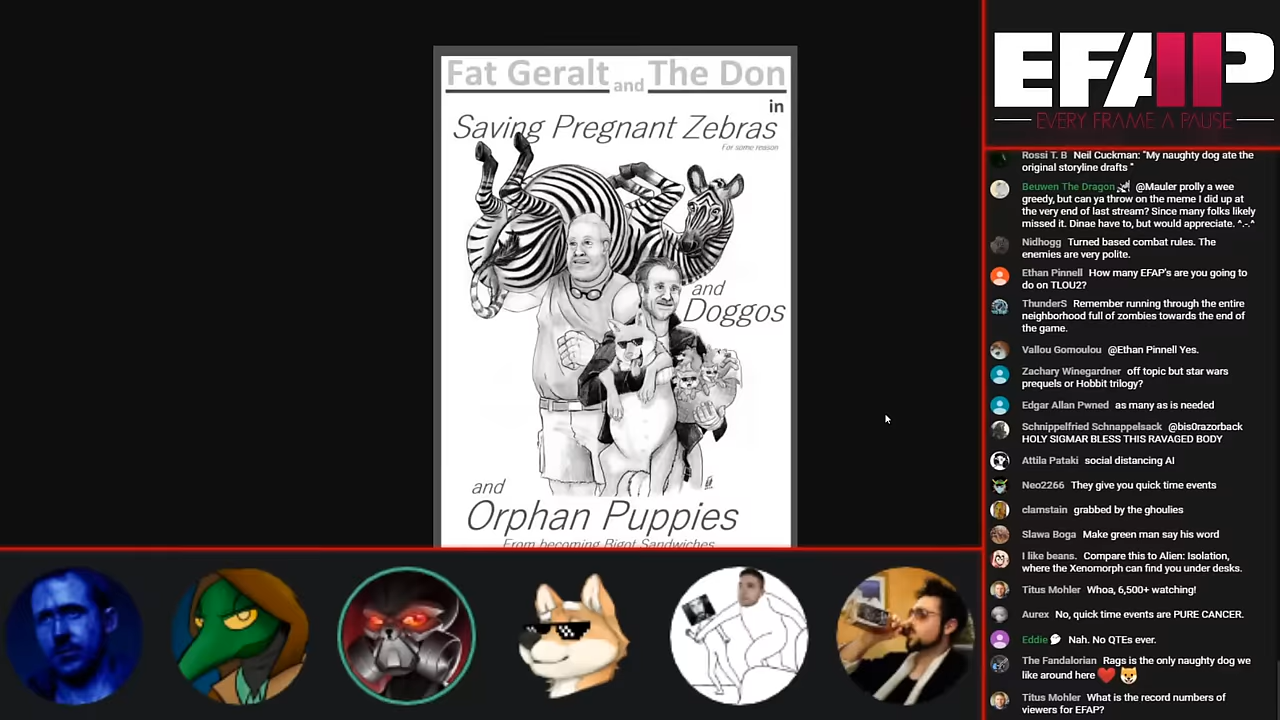 Fat Geralt and The Don
in
Saving Pregnant Zebras
For some reason
and
Doggos
and
Orphan Puppies
From becoming Bigot Sandwiches
EFAP
EVERY FRAME A PAUSE
Rossi T. B Neil Cuckman: "My naughty dog ate the
original storyline drafts "
Beuwen The Dragon @Mauler prolly a wee
greedy, but can ya throw on the meme I did up at
the very end of last stream? Since many folks likely
missed it. Dinae have to, but would appreciate. ^.-.^
Nidhogg Turned based combat rules. The
enemies are very polite.
Ethan Pinnell How many EFAP's are you going to
do on TLOU2?
ThunderS Remember running through the entire
neighborhood full of zombies towards the end of
the game.
Vallou Gomoulou @Ethan Pinnell Yes.
Zachary Winegardner off topic but star wars
prequels or Hobbit trilogy?
Edgar Allan Pwned as many as is needed
Schnippelfried Schnappelsack @bis0razorback
HOLY SIGMAR BLESS THIS RAVAGED BODY
Attila Pataki social distancing AI
Neo2266 They give you quick time events
clamstain grabbed by the ghoulies
Slawa Boga Make green man say his word
I like beans. Compare this to Alien: Isolation,
where the Xenomorph can find you under desks.
Titus Mohler Whoa, 6,500+ watching!
Aurex No, quick time events are PURE CANCER.
Eddie Nah. No QTEs ever.
The Fandalorian Rags is the only naughty dog we
like around here
Titus Mohler What is the record numbers of
viewers for EFAP?